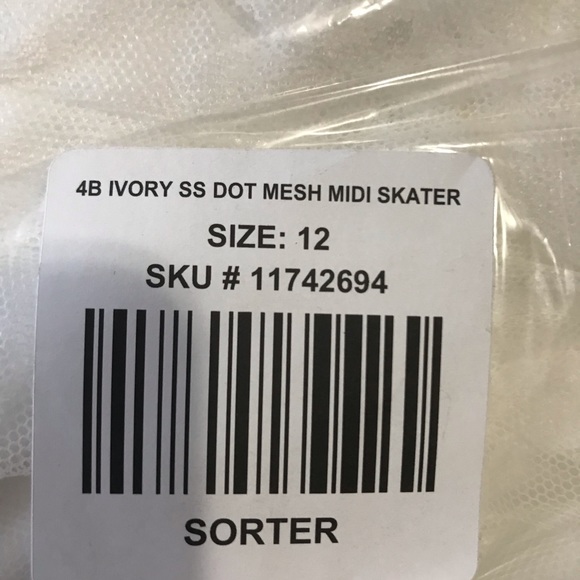 4B IVORY SS DOT MESH MIDI SKATER
SIZE: 12
SKU # 11742694
SORTER